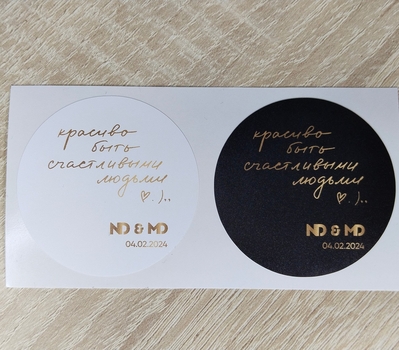 красиво
быть
счастливыми
людьми
♡.)..
ND & MD
04.02.2024
красиво
быть
счастливыми
людьми
♡.)..
ND & MD
04.02.2024